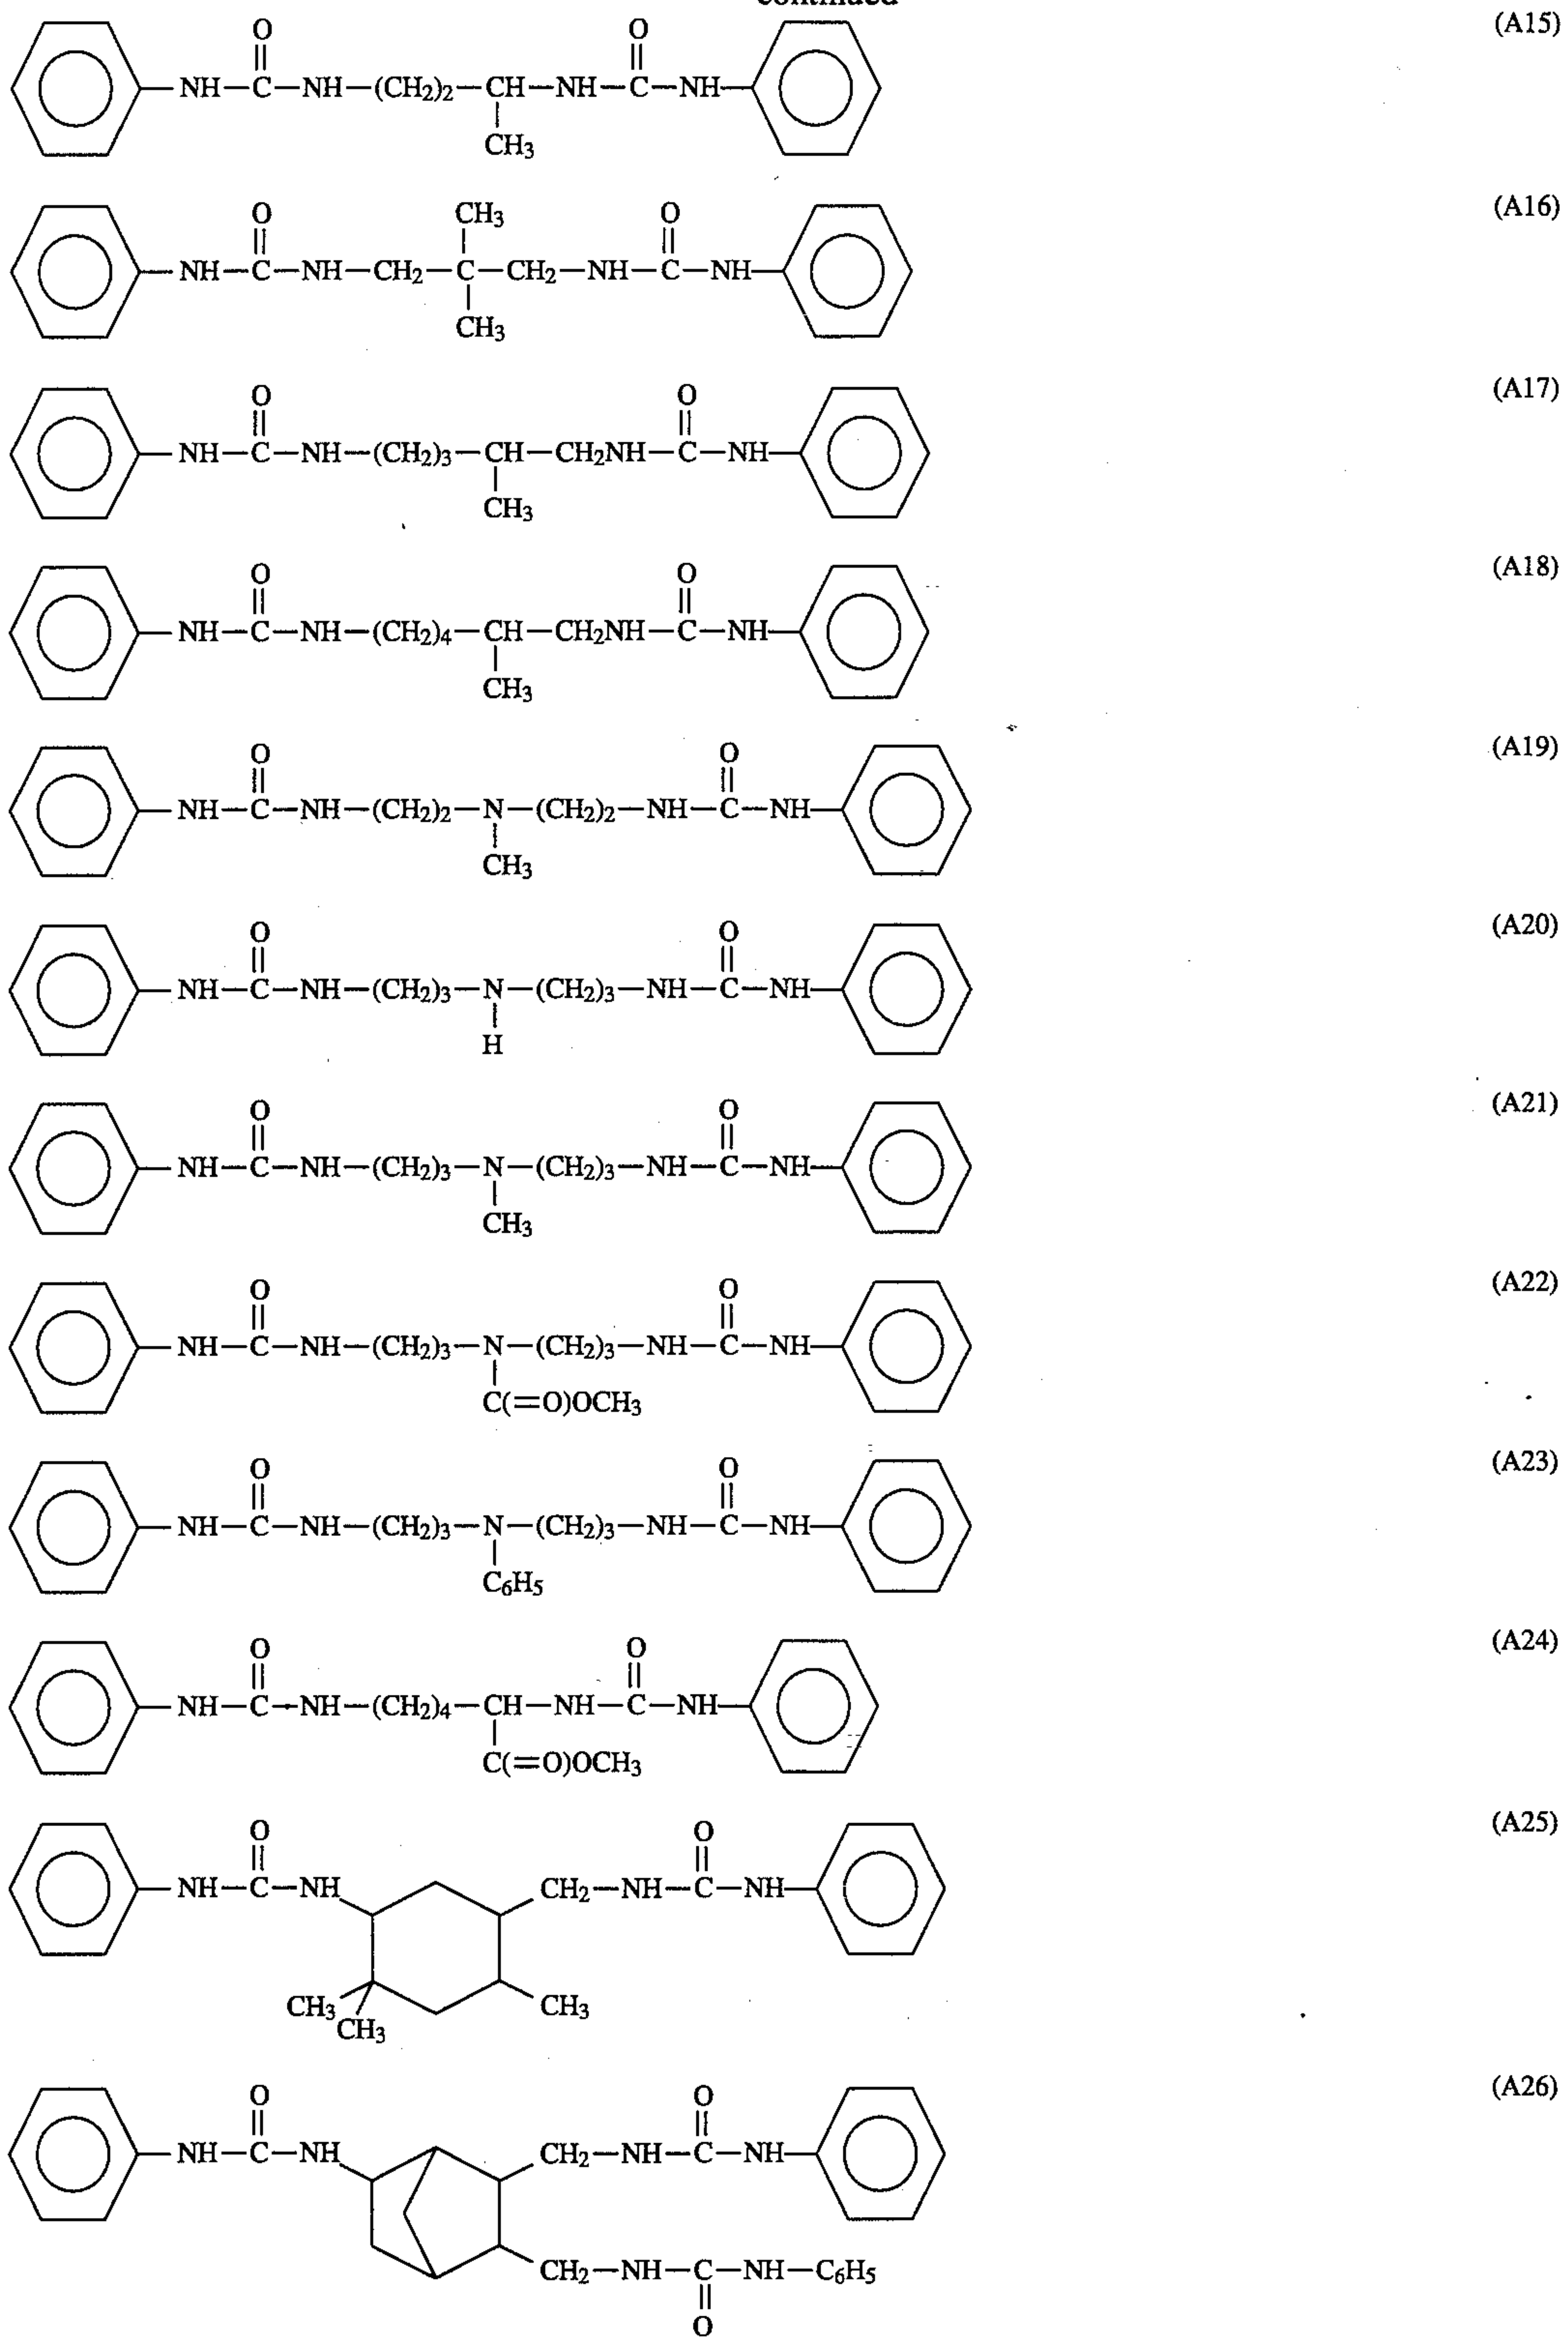 continued
(A15)
O O
|| ||
NH—C—NH—(CH2)2—CH—NH—C—NH
CH3
(A16)
O CH3 O
NH—C—NH—CH2—C—CH2—NH—C—NH
CH3
(A17)
O O
NH—C—NH—(CH2)3—CH—CH2NH—C—NH
CH3
(A18)
O O
NH—C—NH—(CH2)4—CH—CH2NH—C—NH
CH3
(A19)
O O
NH—C—NH—(CH2)2—N—(CH2)2—NH—C—NH
CH3
(A20)
O O
NH—C—NH—(CH2)3—N—(CH2)3—NH—C—NH
H
(A21)
O O
NH—C—NH—(CH2)3—N—(CH2)3—NH—C—NH
CH3
(A22)
O O
NH—C—NH—(CH2)3—N—(CH2)3—NH—C—NH
C(=O)OCH3
(A23)
O O
NH—C—NH—(CH2)3—N—(CH2)3—NH—C—NH
C6H5
(A24)
O O
NH—C—NH—(CH2)4—CH—NH—C—NH
C(=O)OCH3
(A25)
O O
NH—C—NH CH2—NH—C—NH
CH3 CH3
CH3
(A26)
O O
NH—C—NH CH2—NH—C—NH
CH2—NH—C—NH—C6H5
O